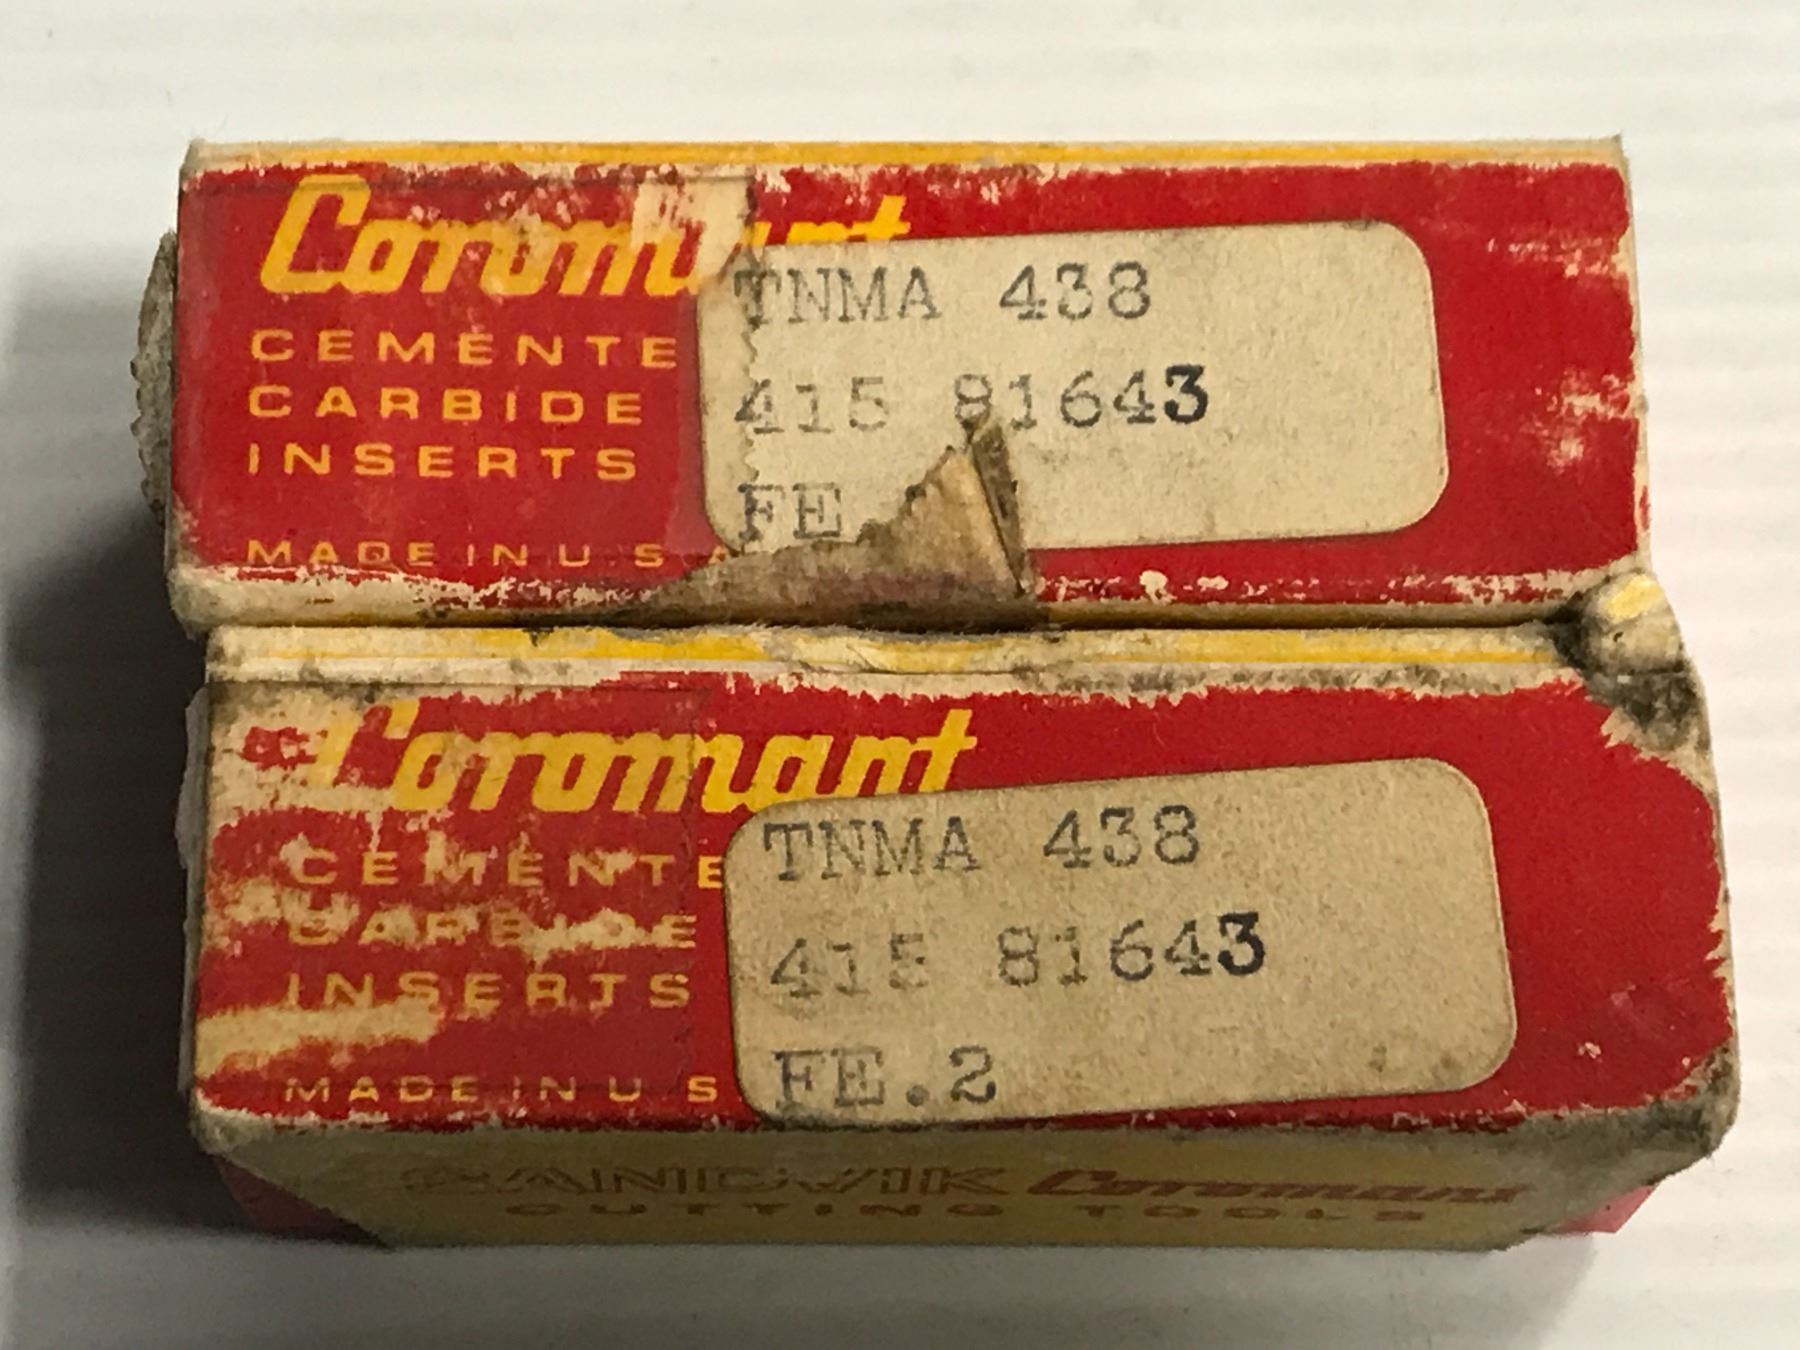 Coromant
CEMENTE
CARBIDE
INSERTS
MADE IN U S A
TNMA 438
415 81643
FE
Coromant
CEMENTE
CARBIDE
INSERTS
MADE IN U S
TNMA 438
415 81643
FE.2
SANDVIK Coromant
CUTTING TOOLS